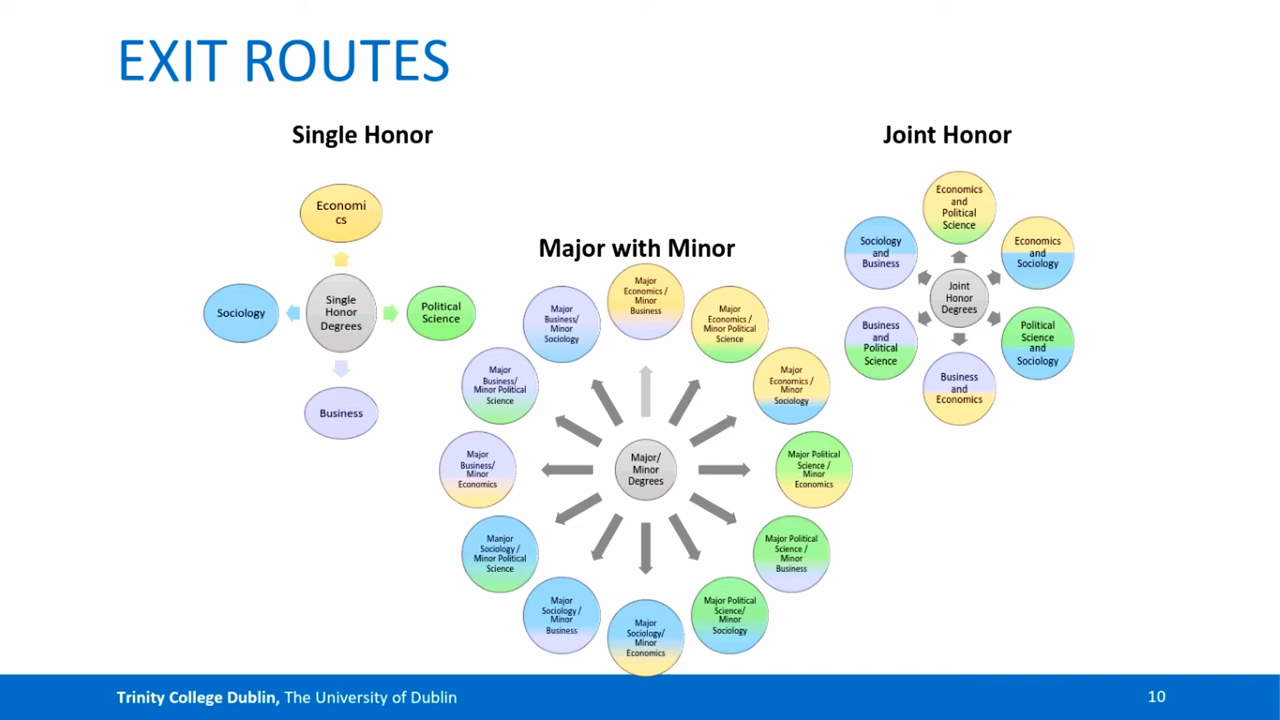 EXIT ROUTES
Single Honor
Economi
cs
Sociology
Single
Honor
Degrees
Political
Science
Business
Major with Minor
Major/
Minor
Degrees
Major
Economics /
Minor
Business
Major
Economics /
Minor Political
Science
Major
Economics /
Minor
Sociology
Major Political
Science /
Minor
Economics
Major Political
Science /
Minor
Business
Major Political
Science/
Minor
Sociology
Major
Sociology/
Minor
Economics
Major
Sociology /
Minor
Business
Manjor
Sociology /
Minor Political
Science
Major
Business/
Minor
Economics
Major
Business/
Minor Political
Science
Major
Business/
Minor
Sociology
Joint Honor
Joint
Honor
Degrees
Economics
and
Political
Science
Economics
and
Sociology
Political
Science
and
Sociology
Business
and
Economics
Business
and
Political
Science
Sociology
and
Business
Trinity College Dublin, The University of Dublin
10